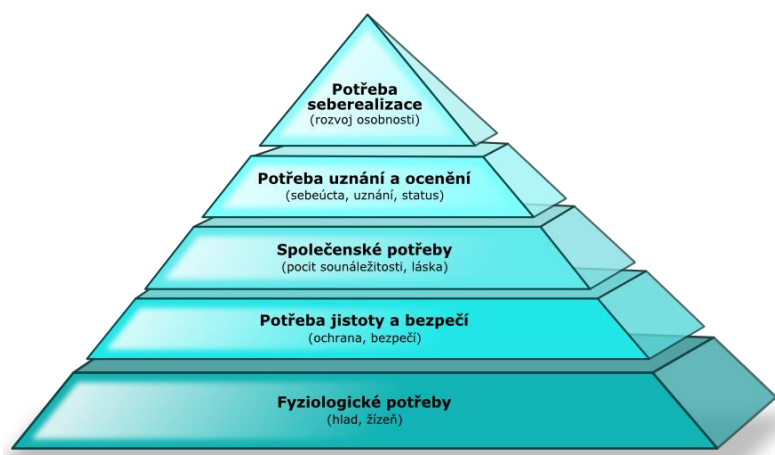 Potřeba
seberealizace
(rozvoj osobnosti)
Potřeba uznání a ocenění
(sebeúcta, uznání, status)
Společenské potřeby
(pocit sounáležitosti, láska)
Potřeba jistoty a bezpečí
(ochrana, bezpečí)
Fyziologické potřeby
(hlad, žízeň)